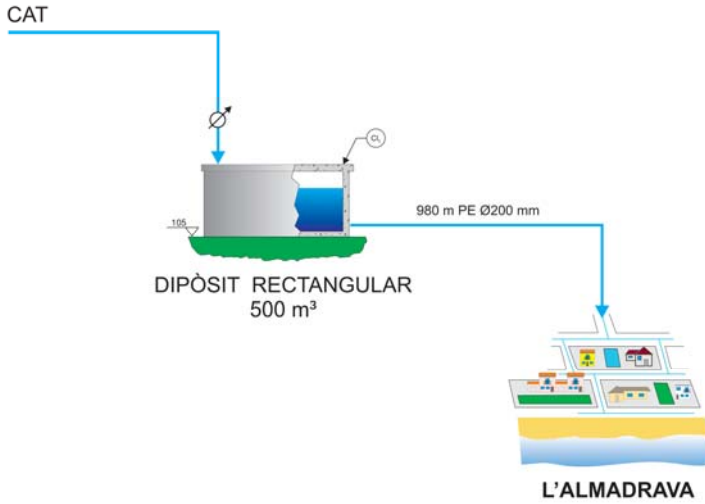 CAT
CL
105
980 m PE Ø200 mm
DIPÒSIT RECTANGULAR
500 m³
L'ALMADRAVA